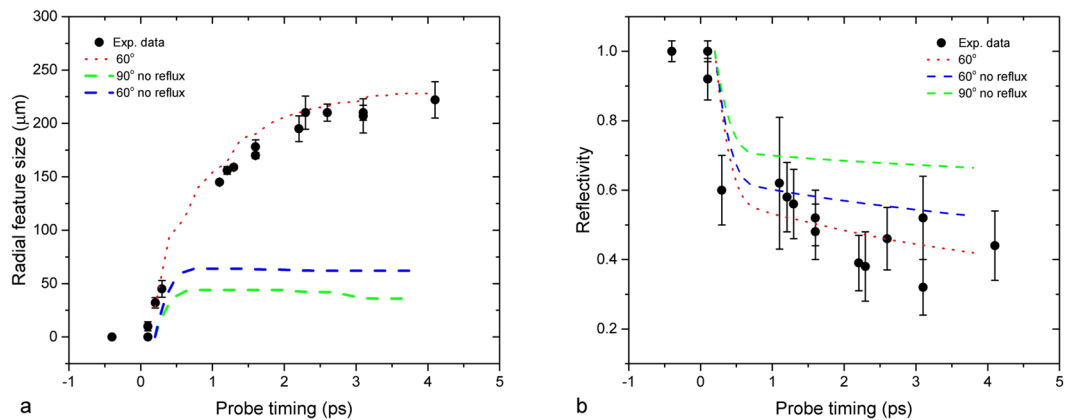 Exp. data
60°
90° no reflux
60° no reflux
Radial feature size (μm)
300
250
200
150
100
50
0
-1
0
1
2
3
4
5
Probe timing (ps)
a
Exp. data
60°
60° no reflux
90° no reflux
Reflectivity
1.0
0.8
0.6
0.4
0.2
-1
0
1
2
3
4
5
Probe timing (ps)
b